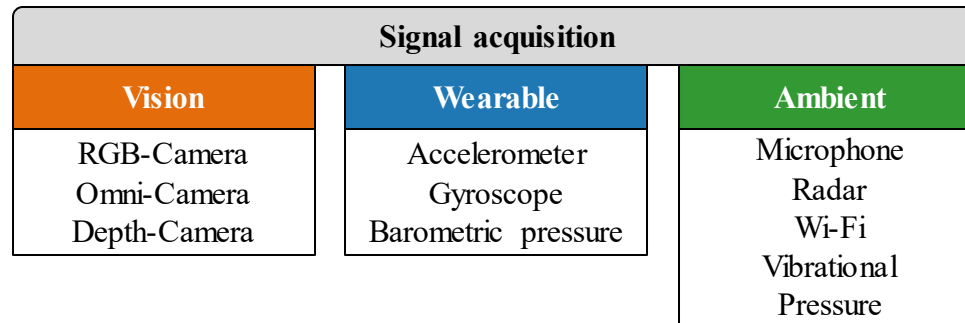 Signal acquisition
Vision
RGB-Camera
Omni-Camera
Depth-Camera
Wearable
Accelerometer
Gyroscope
Barometric pressure
Ambient
Microphone
Radar
Wi-Fi
Vibrational
Pressure